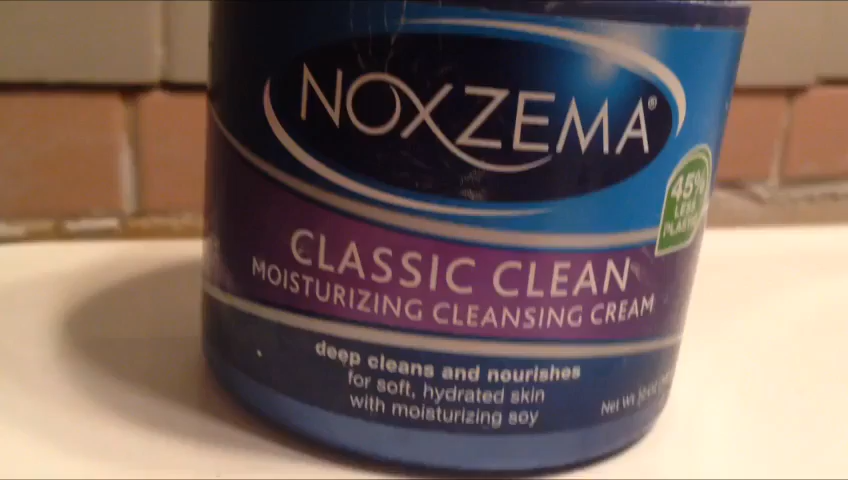 NOXZEMA®
45%
LESS
PLASTIC
CLASSIC CLEAN
MOISTURIZING CLEANSING CREAM
deep cleans and nourishes
for soft, hydrated skin
with moisturizing soy
Net Wt